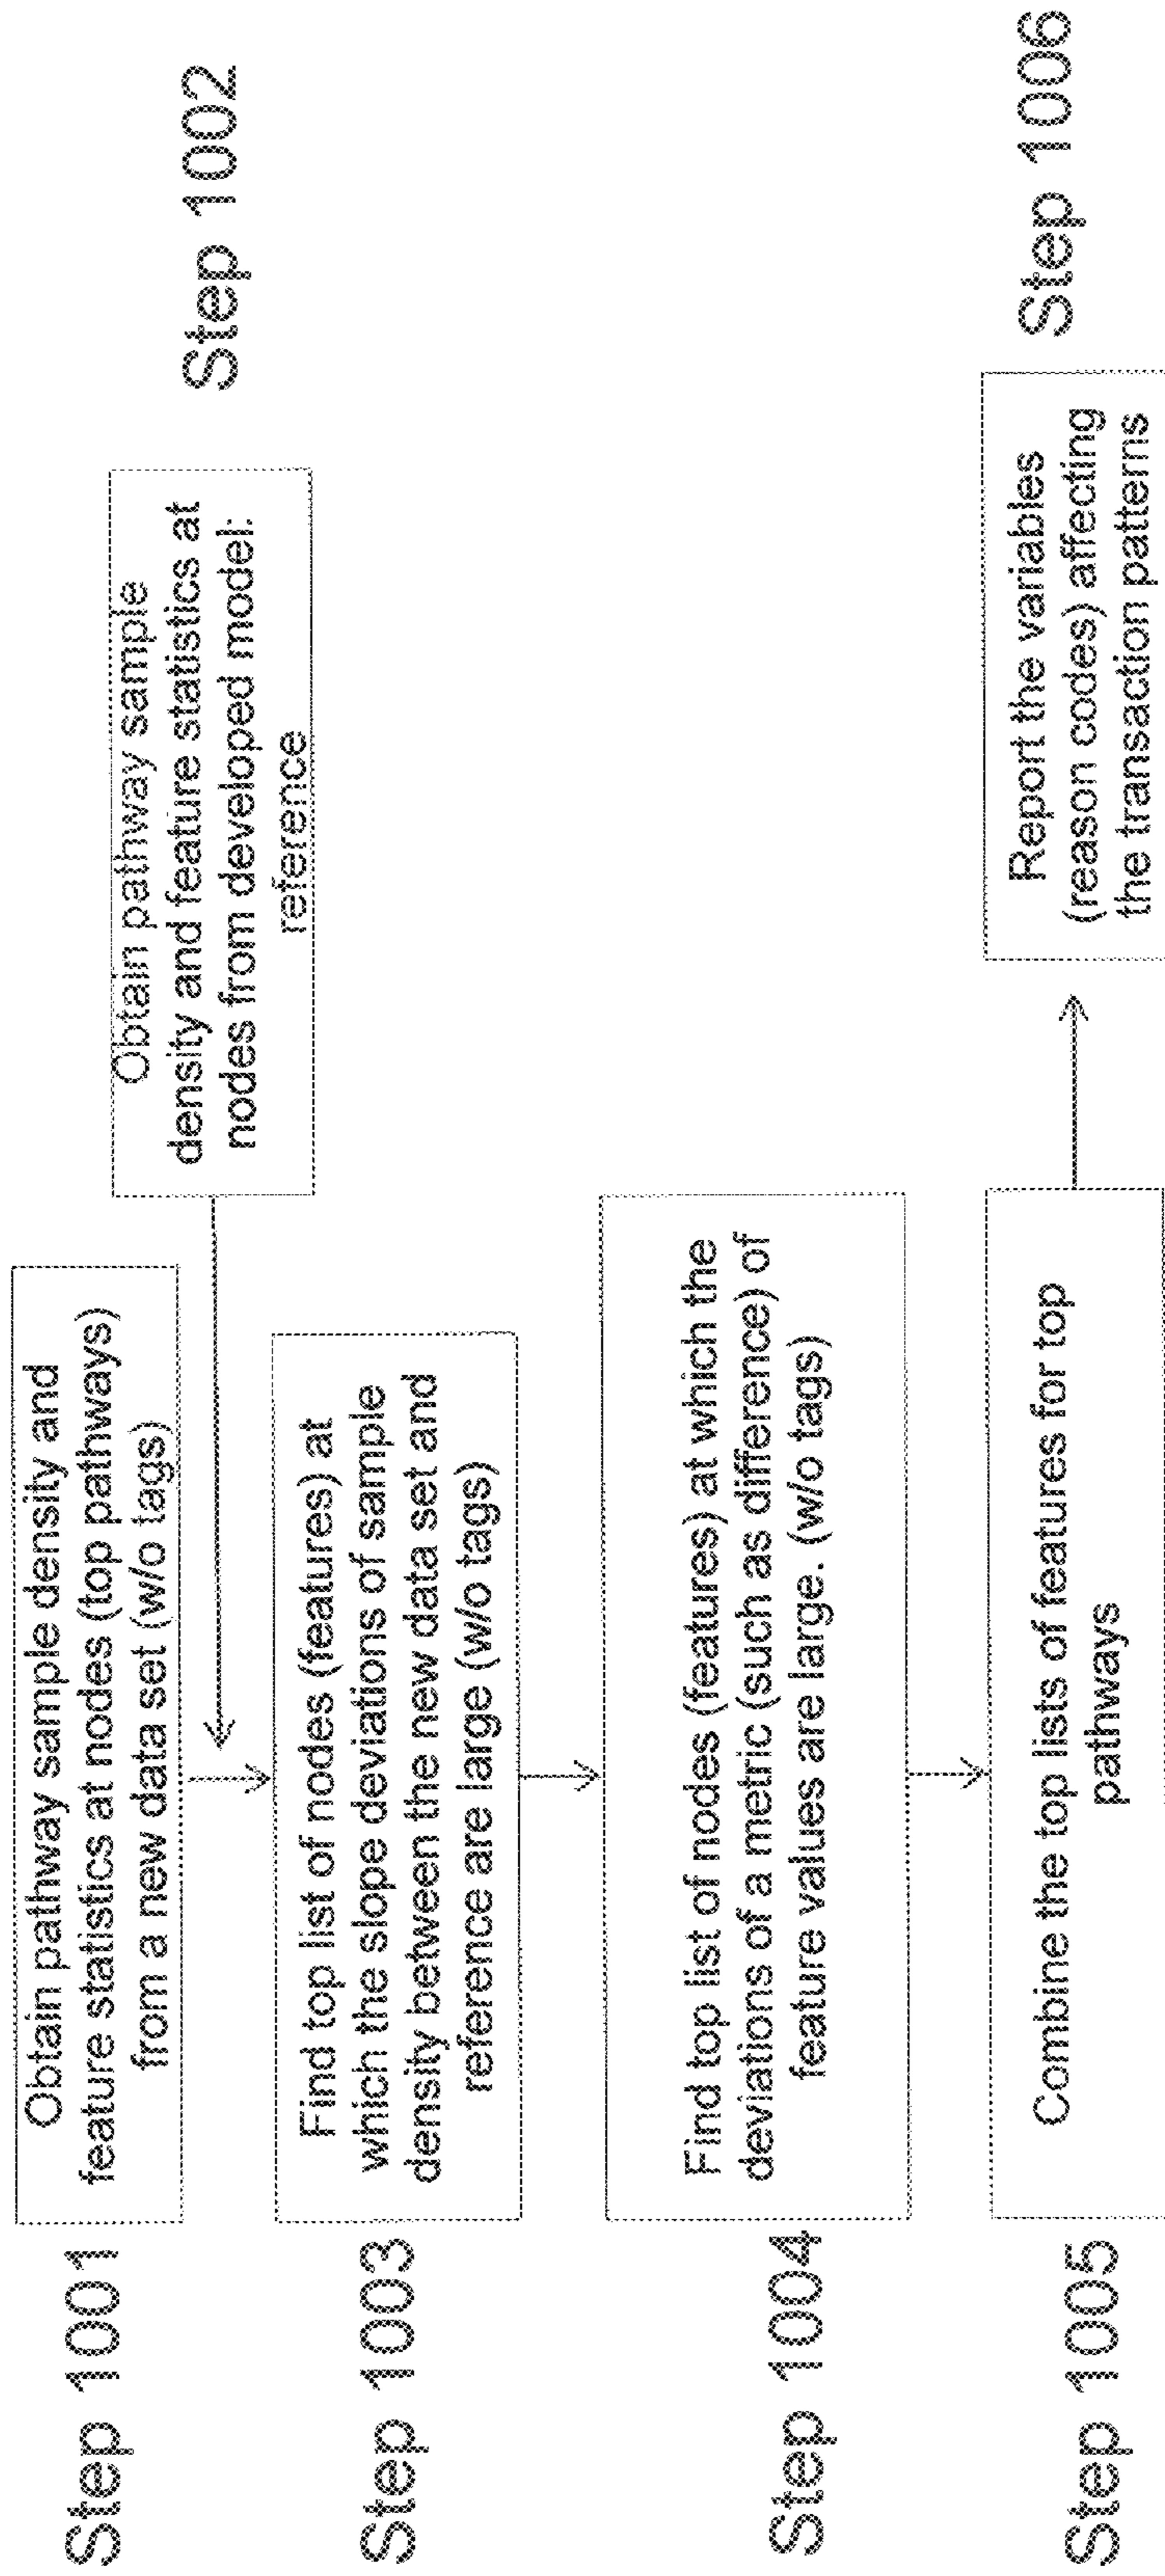 Step 1001
Obtain pathway sample density and
feature statistics at nodes (top pathways)
from a new data set (w/o tags)
Obtain pathway sample
density and feature statistics at
nodes from developed model:
reference
Step 1002
Step 1003
Find top list of nodes (features) at
which the slope deviations of sample
density between the new data set and
reference are large (w/o tags)
Step 1004
Find top list of nodes (features) at which the
deviations of a metric (such as difference) of
feature values are large. (w/o tags)
Step 1005
Combine the top lists of features for top
pathways
Report the variables
(reason codes) affecting
the transaction patterns
Step 1006